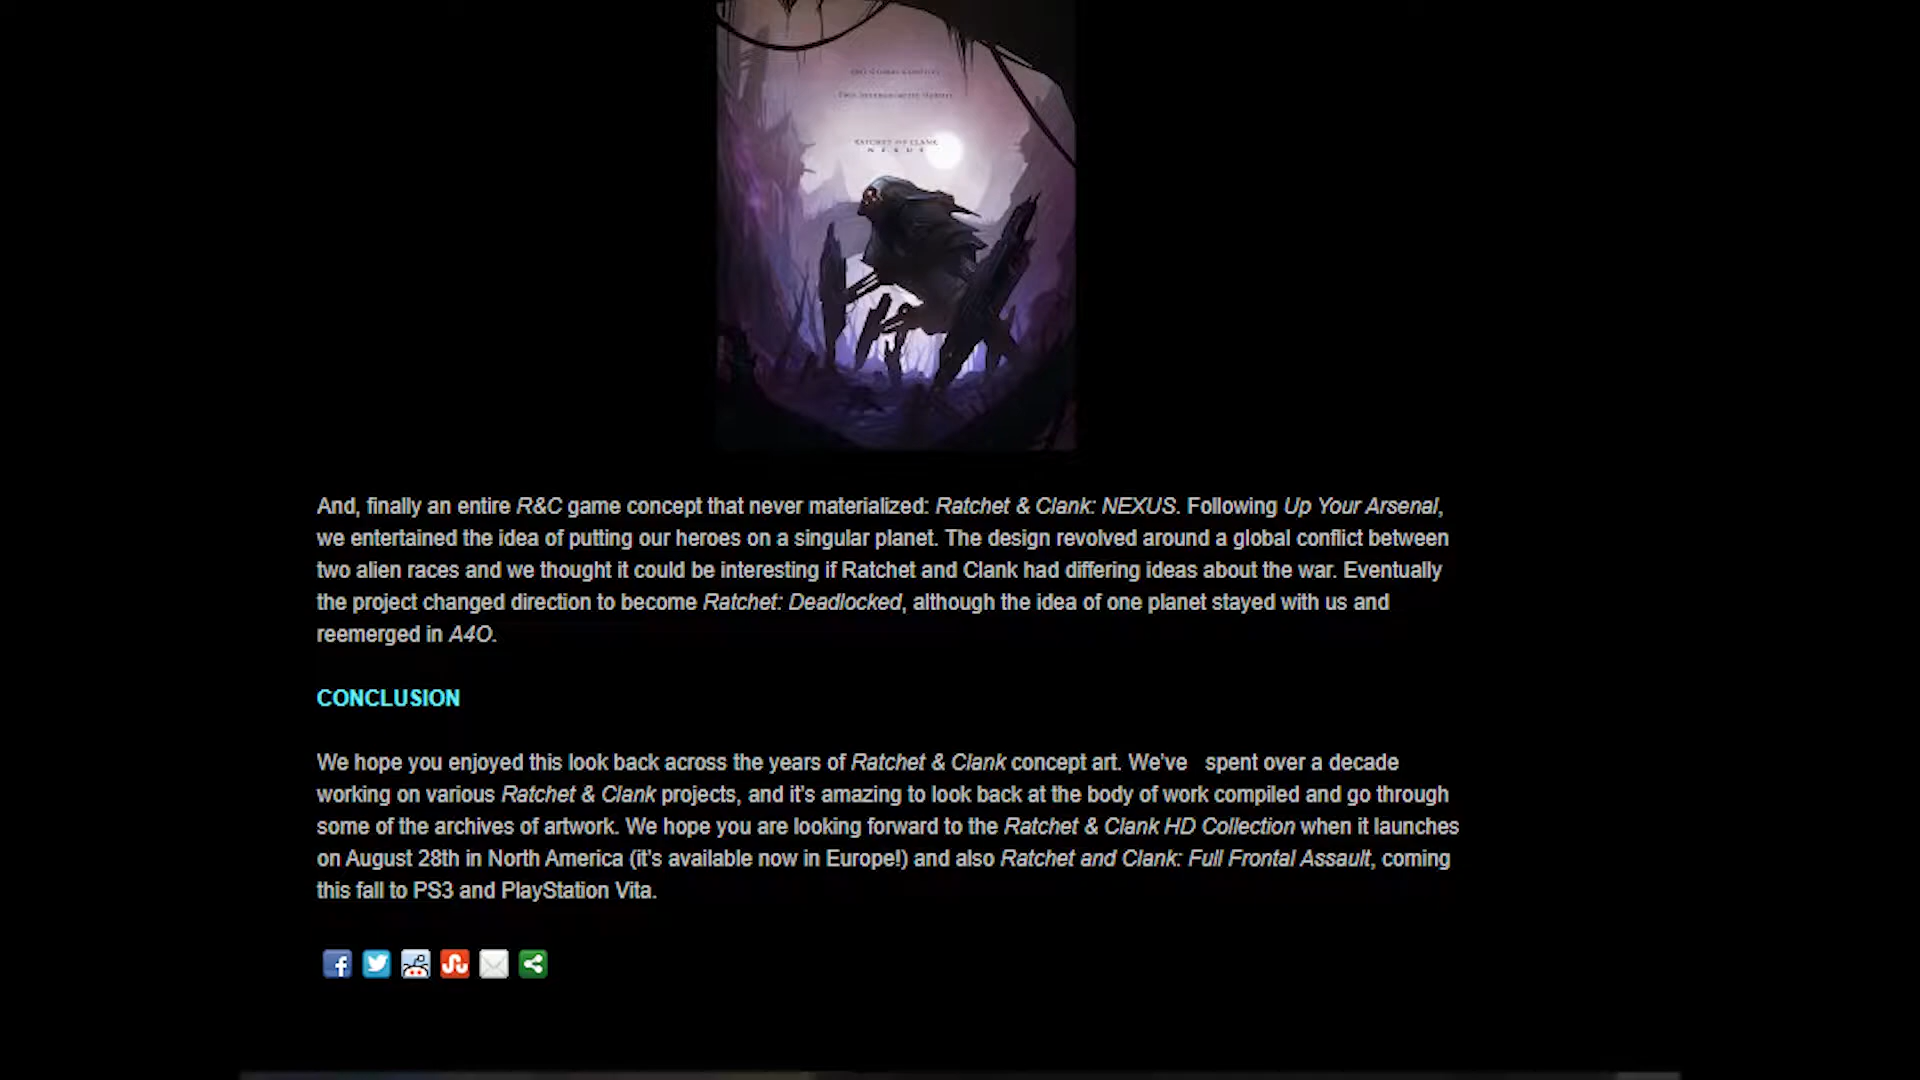 RATCHET AND CLANK
NEXUS
And, finally an entire R&C game concept that never materialized: Ratchet & Clank: NEXUS. Following Up Your Arsenal,
we entertained the idea of putting our heroes on a singular planet. The design revolved around a global conflict between
two alien races and we thought it could be interesting if Ratchet and Clank had differing ideas about the war. Eventually
the project changed direction to become Ratchet: Deadlocked, although the idea of one planet stayed with us and
reemerged in A4O.
CONCLUSION
We hope you enjoyed this look back across the years of Ratchet & Clank concept art. We've   spent over a decade
working on various Ratchet & Clank projects, and it's amazing to look back at the body of work compiled and go through
some of the archives of artwork. We hope you are looking forward to the Ratchet & Clank HD Collection when it launches
on August 28th in North America (it's available now in Europe!) and also Ratchet and Clank: Full Frontal Assault, coming
this fall to PS3 and PlayStation Vita.